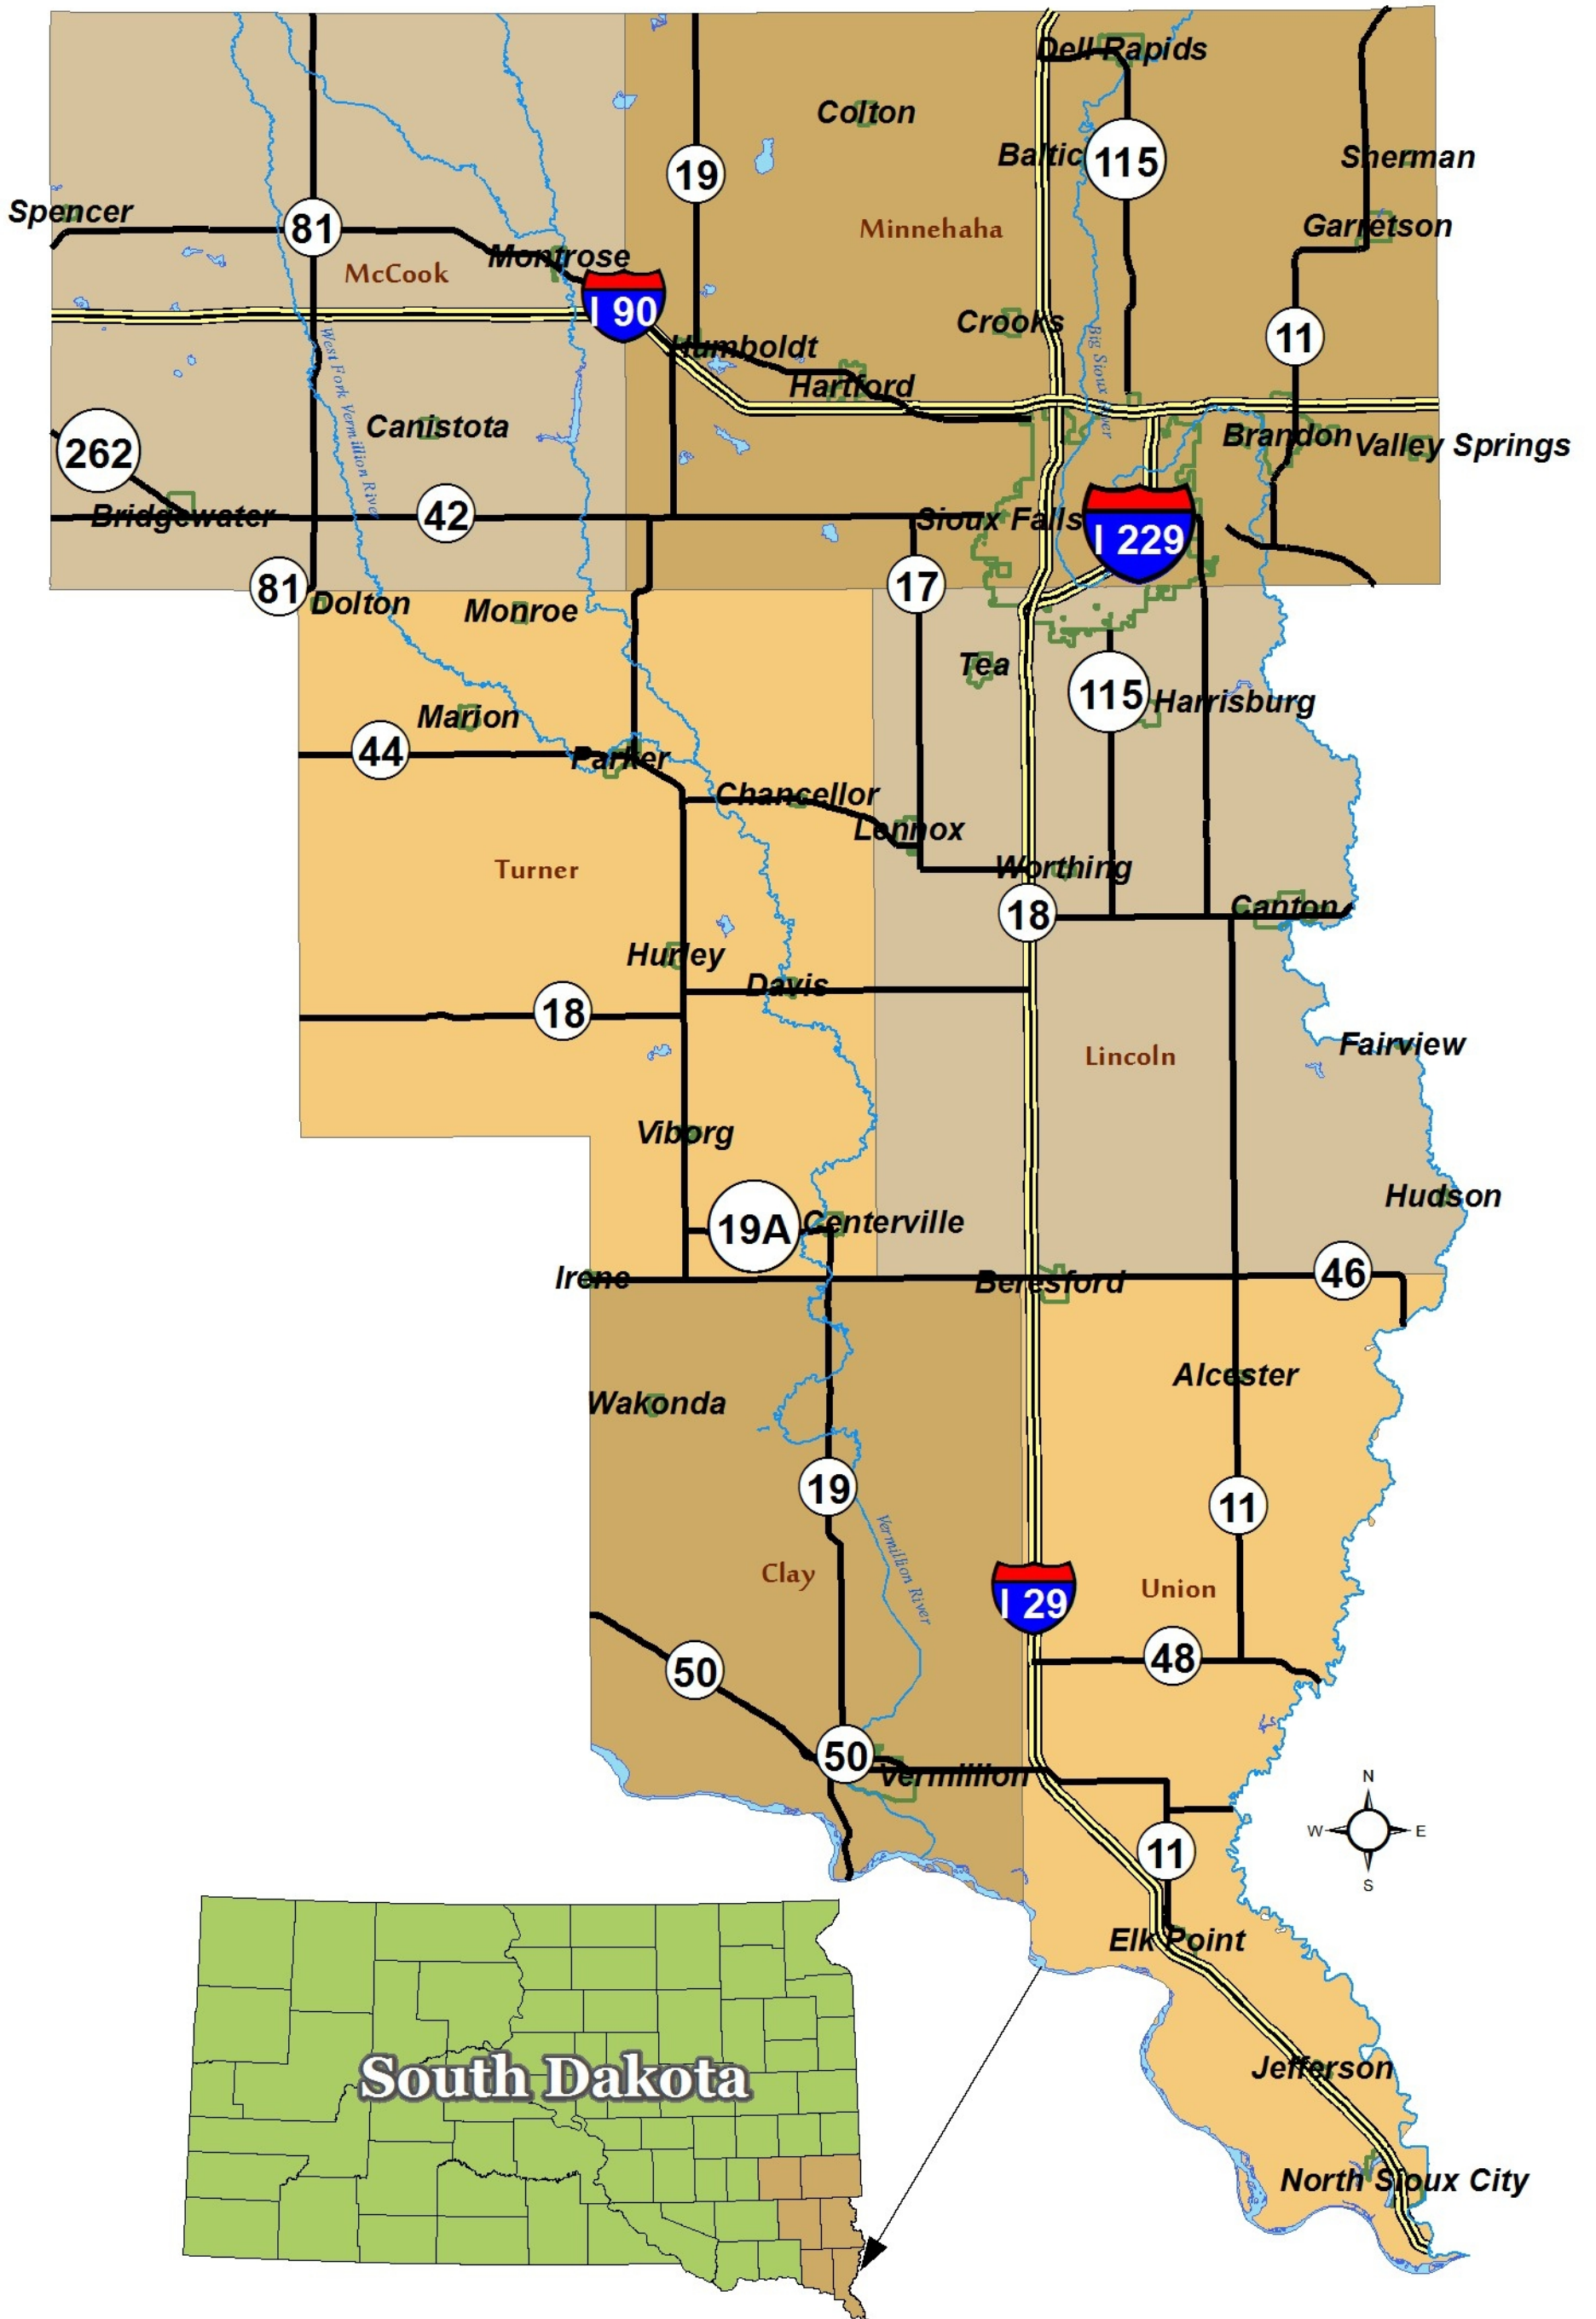 Dell Rapids
Colton
Baltic
115
Sherman
19
Spencer
81
Minnehaha
Garretson
Montrose
McCook
I 90
Crooks
11
Humboldt
West Fork Vermillion River
Big Sioux River
Hartford
Canistota
Brandon
Valley Springs
262
Bridgewater
42
Sioux Falls
I 229
81
Dolton
Monroe
17
Tea
115
Harrisburg
Marion
44
Parker
Chancellor
Lennox
Turner
Worthing
18
Canton
Hurley
Davis
18
Fairview
Lincoln
Viborg
Hudson
19A
Centerville
Irene
Beresford
46
Alcester
Wakonda
19
11
Vermillion River
Clay
I 29
Union
50
48
50
Vermillion
N
W
E
S
11
Elk Point
South Dakota
Jefferson
North Sioux City